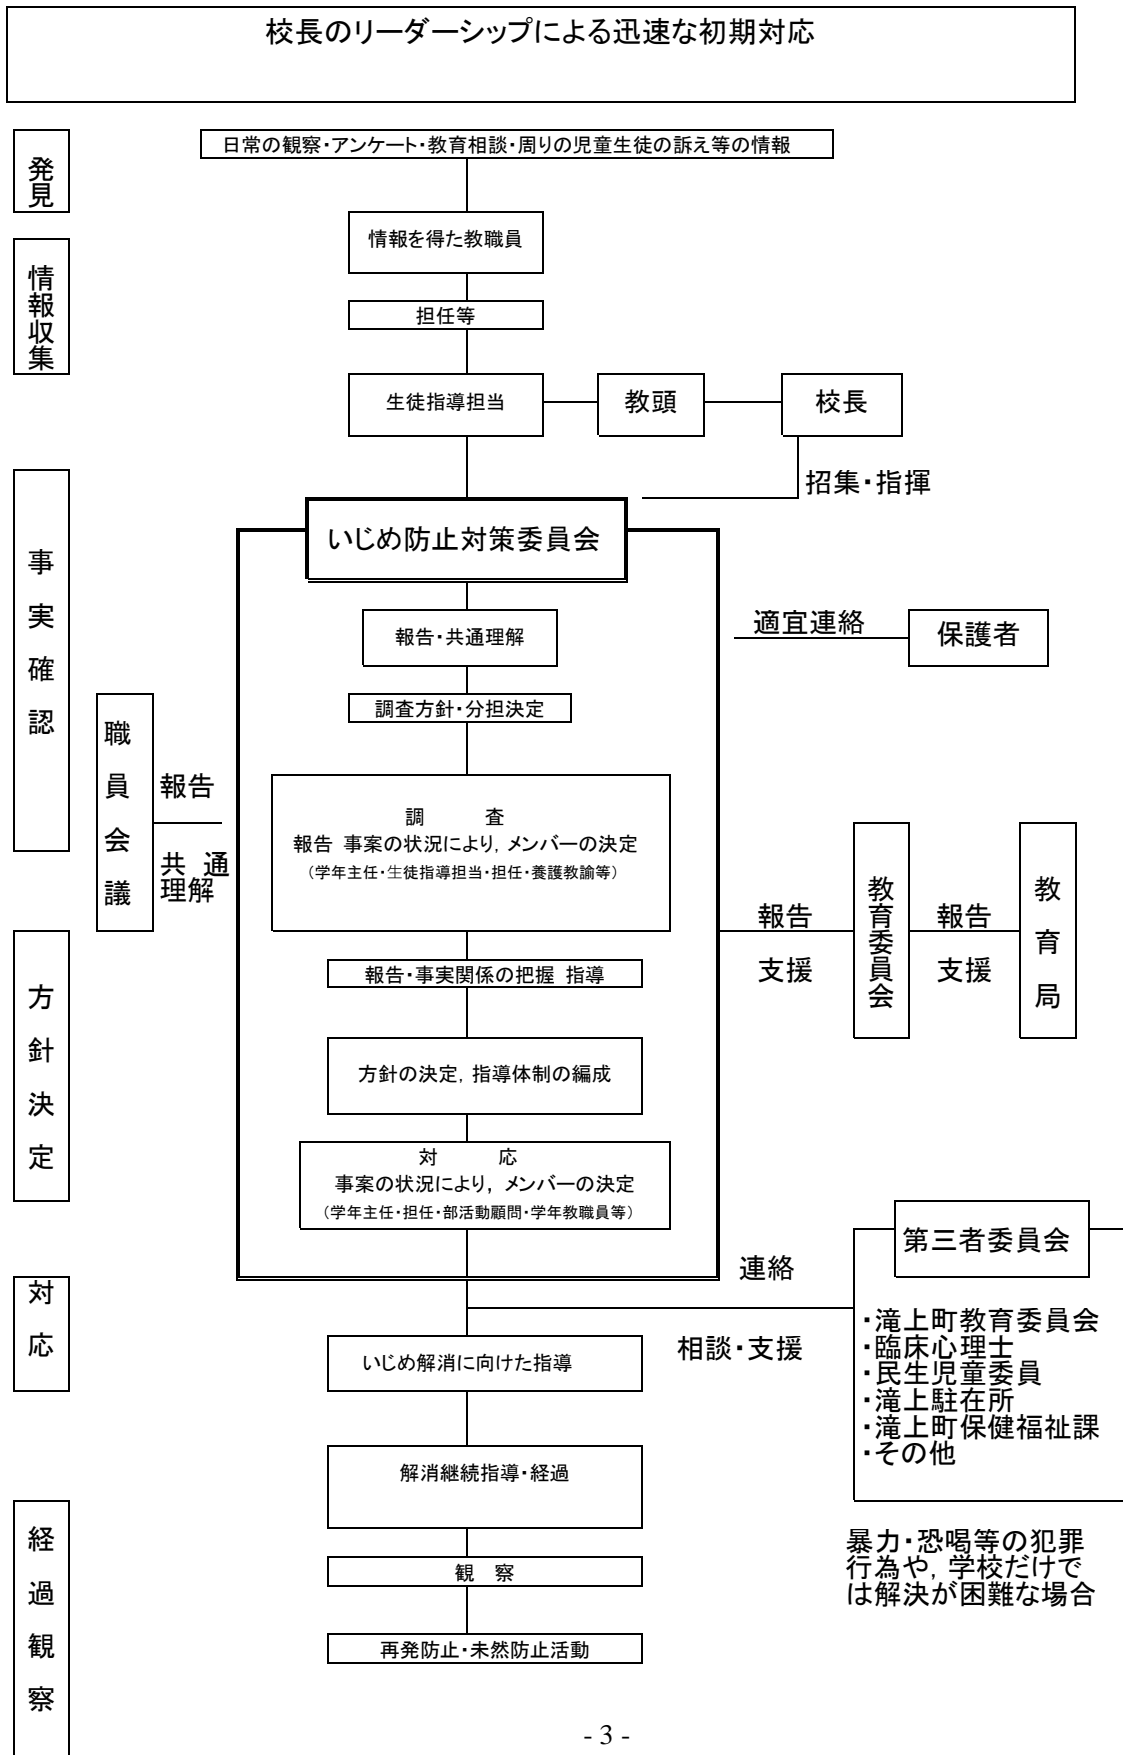 校長のリーダーシップによる迅速な初期対応
発見
日常の観察・アンケート・教育相談・周りの児童生徒の訴え等の情報
情報収集
情報を得た教職員
担任等
生徒指導担当
教頭
校長
招集・指揮
事実確認
いじめ防止対策委員会
報告・共通理解
適宜連絡
保護者
調査方針・分担決定
職員会議
報告
共 通
理解
調　査
報告 事案の状況により, メンバーの決定
（学年主任・生徒指導担当・担任・養護教諭等）
報告
支援
教育委員会
報告
支援
教育局
方針決定
報告・事実関係の把握 指導
方針の決定, 指導体制の編成
対　応
事案の状況により, メンバーの決定
（学年主任・担任・部活動顧問・学年教職員等）
対応
連絡
相談・支援
第三者委員会
・滝上町教育委員会
・臨床心理士
・民生児童委員
・滝上駐在所
・滝上町保健福祉課
・その他
いじめ解消に向けた指導
解消継続指導・経過
経過観察
暴力・恐喝等の犯罪
行為や, 学校だけで
は解決が困難な場合
観　察
再発防止・未然防止活動
- 3 -